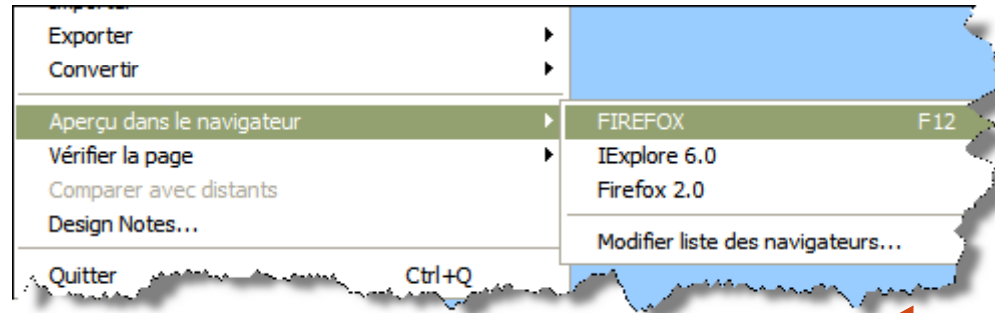 Exporter
Convertir
Aperçu dans le navigateur
FIREFOX F12
Vérifier la page
IExplore 6.0
Comparer avec distants
Firefox 2.0
Design Notes...
Modifier liste des navigateurs...
Quitter Ctrl+Q